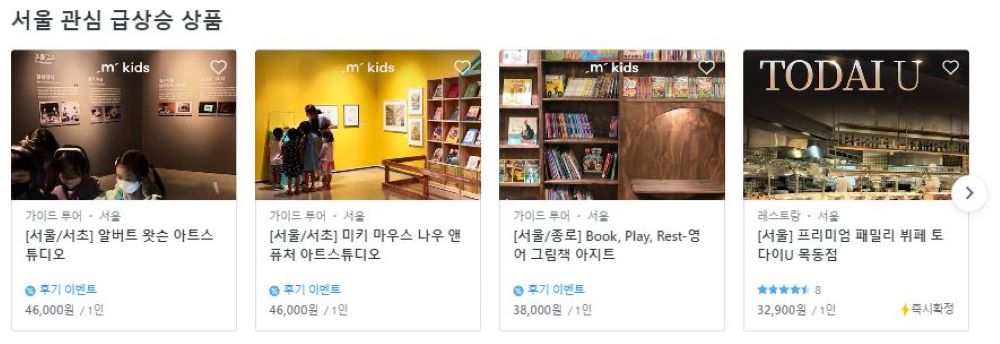 서울 관심 급상승 상품
m kids
가이드 투어 · 서울
[서울/서초] 알버트 왓슨 아트스
튜디오
후기 이벤트
46,000원 / 1인
m kids
가이드 투어 · 서울
[서울/서초] 미키 마우스 나우 앤
퓨처 아트스튜디오
후기 이벤트
46,000원 / 1인
m kids
가이드 투어 · 서울
[서울/종로] Book, Play, Rest-영
어 그림책 아지트
후기 이벤트
38,000원 / 1인
TODAI U
레스토랑 · 서울
[서울] 프리미엄 패밀리 뷔페 토
다이U 목동점
8
32,900원 / 1인
즉시확정